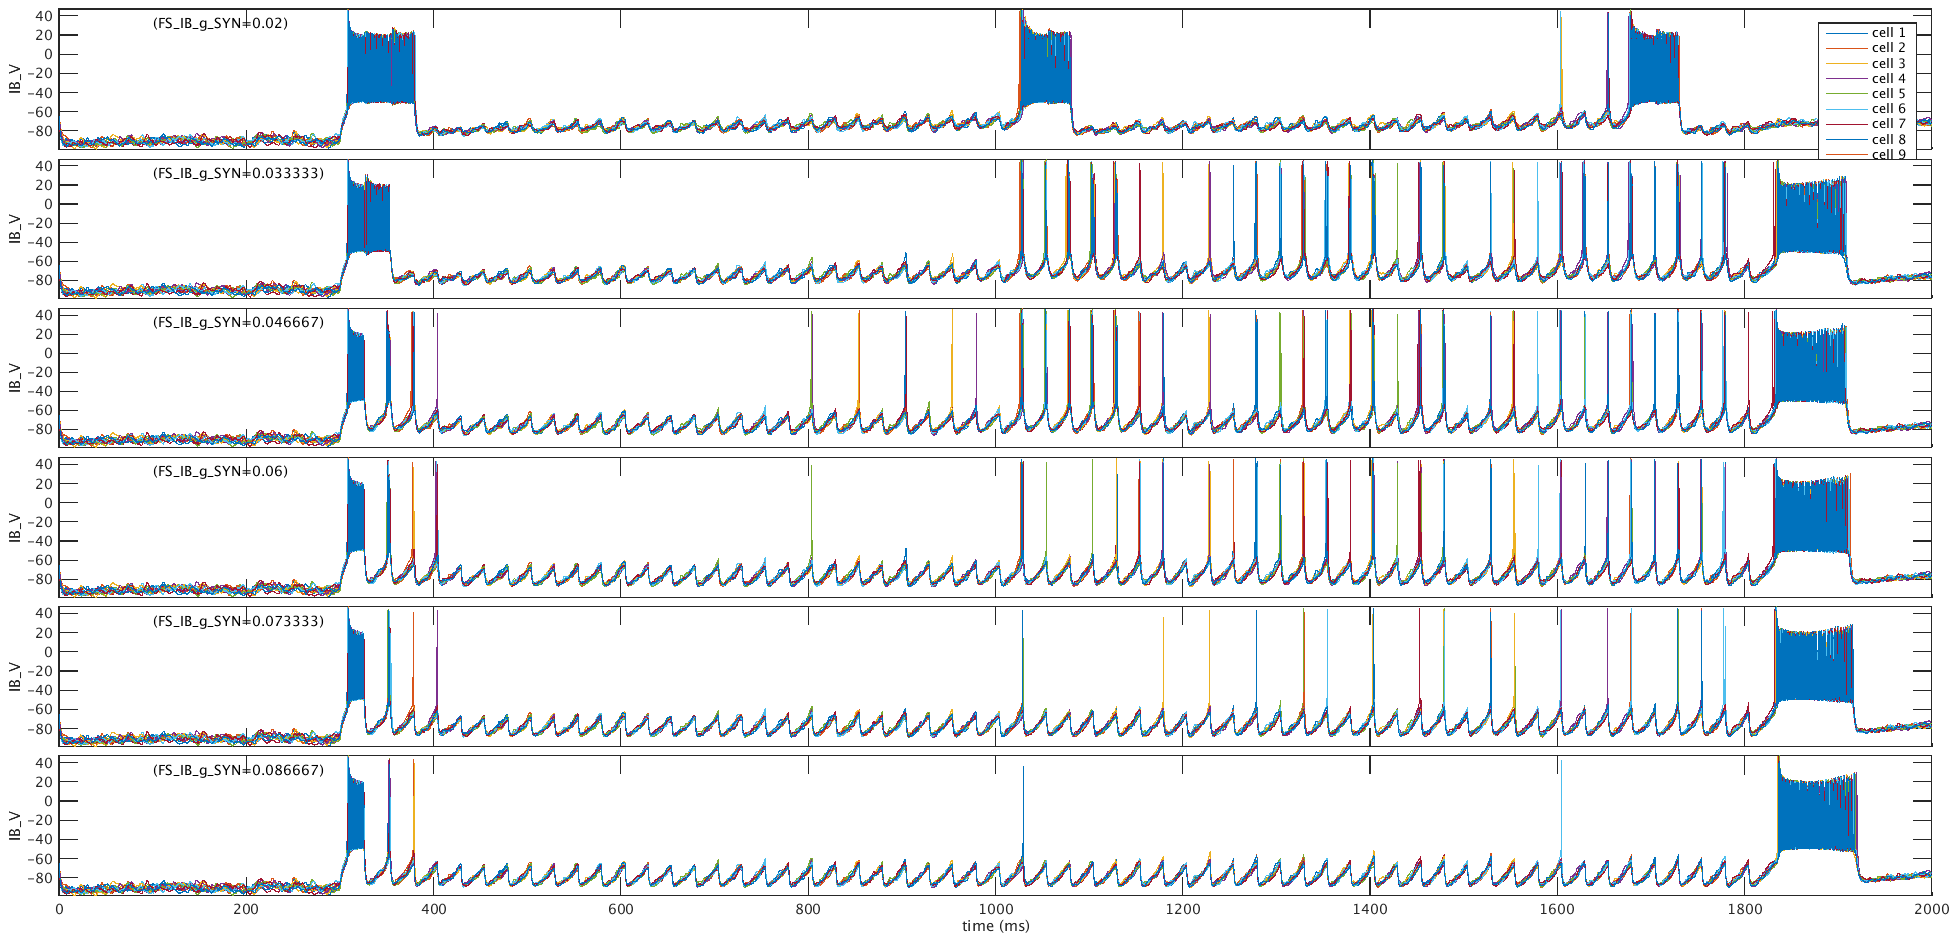 (FS_IB_g_SYN=0.02)
40
20
0
−20
−40
−60
−80
IB_V
cell 1
cell 2
cell 3
cell 4
cell 5
cell 6
cell 7
cell 8
cell 9
(FS_IB_g_SYN=0.033333)
40
20
0
−20
−40
−60
−80
IB_V
(FS_IB_g_SYN=0.046667)
40
20
0
−20
−40
−60
−80
IB_V
(FS_IB_g_SYN=0.06)
40
20
0
−20
−40
−60
−80
IB_V
(FS_IB_g_SYN=0.073333)
40
20
0
−20
−40
−60
−80
IB_V
(FS_IB_g_SYN=0.086667)
40
20
0
−20
−40
−60
−80
IB_V
0 200 400 600 800 1000 1200 1400 1600 1800 2000
time (ms)